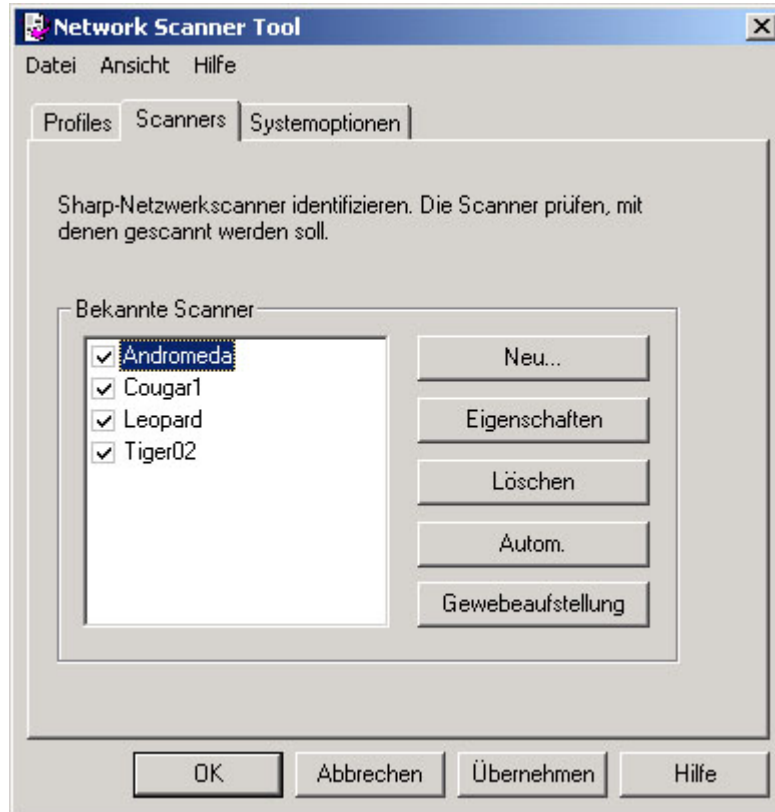 Network Scanner Tool
Datei Ansicht Hilfe
Profiles Scanners Systemoptionen
Sharp-Netzwerkscanner identifizieren. Die Scanner prüfen, mit
denen gescannt werden soll.
Bekannte Scanner
Andromeda
Cougar1
Leopard
Tiger02
Neu...
Eigenschaften
Löschen
Autom.
Gewebeaufstellung
OK Abbrechen Übernehmen Hilfe